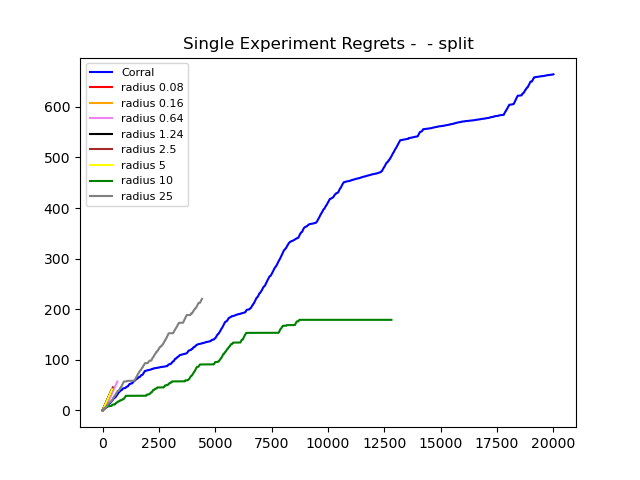 Single Experiment Regrets -  - split
Corral
radius 0.08
radius 0.16
radius 0.64
radius 1.24
radius 2.5
radius 5
radius 10
radius 25
600
500
400
300
200
100
0
0 2500 5000 7500 10000 12500 15000 17500 20000